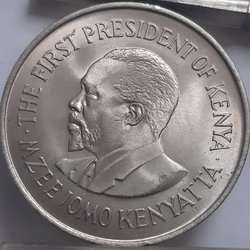 THE FIRST PRESIDENT OF KENYA ·
MZEE JOMO KENYATTA ·